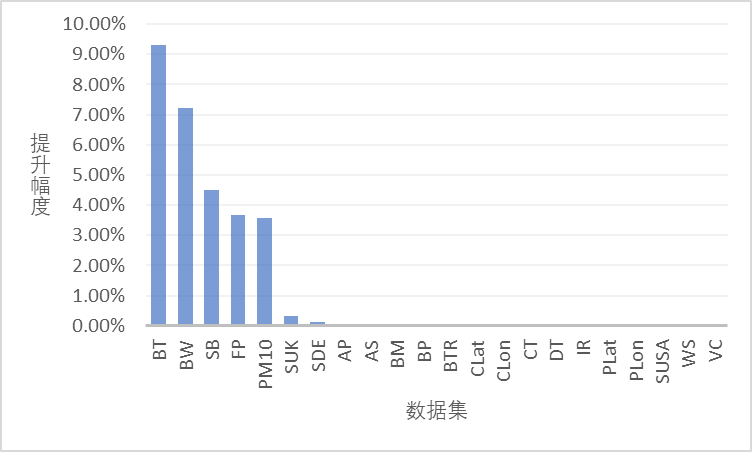 10.00%
9.00%
8.00%
7.00%
6.00%
5.00%
4.00%
3.00%
2.00%
1.00%
0.00%
提升幅度
BT
BW
SB
FP
PM10
SUK
SDE
AP
AS
BM
BP
BTR
CLat
CLon
CT
DT
IR
PLat
PLon
SUSA
WS
VC
数据集